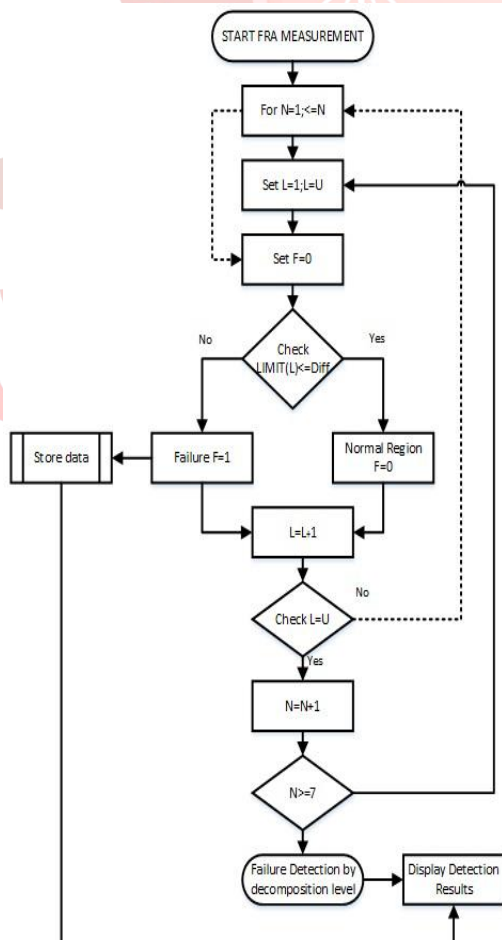 START FRA MEASUREMENT
For N=1;<=N
Set L=1;L=U
Set F=0
No
Yes
Check
LIMIT(L)<=Diff
Store data
Failure F=1
Normal Region
F=0
L=L+1
No
Check L=U
Yes
N=N+1
N>=7
Failure Detection by
decomposition level
Display Detection
Results